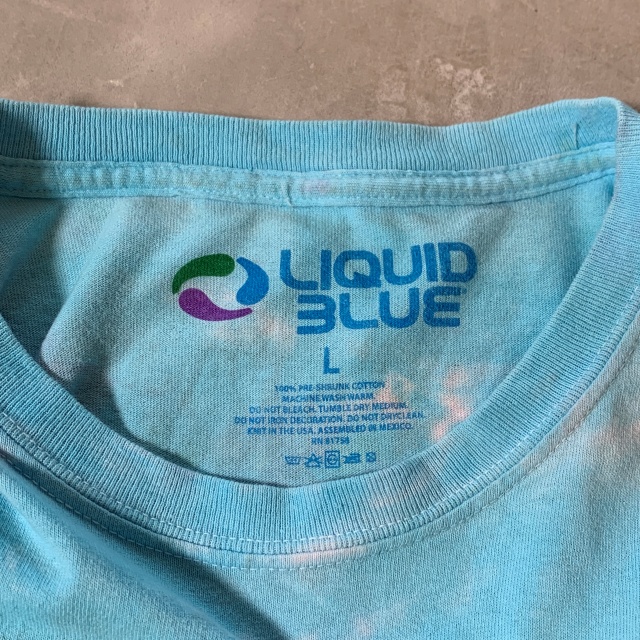 LIQUID
BLUE
L
100% PRE-SHRUNK COTTON
MACHINE WASH WARM.
DO NOT BLEACH. TUMBLE DRY MEDIUM.
DO NOT IRON DECORATION. DO NOT DRYCLEAN.
KNIT IN THE USA. ASSEMBLED IN MEXICO.
RN 81756